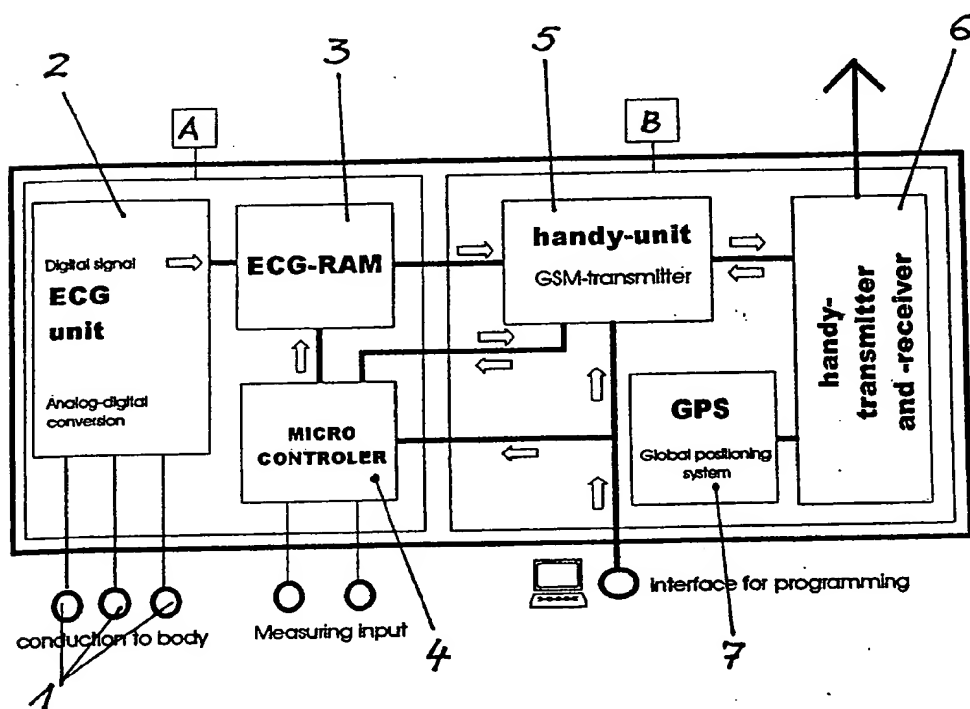 2
3
5
6
A
B
Digital signal
ECG
unit
Analog-digital
conversion
ECG-RAM
MICRO
CONTROLER
handy-unit
GSM-transmitter
GPS
Global positioning
system
handy-
transmitter
and -receiver
conduction to body
Measuring input
Interface for programming
1
4
7